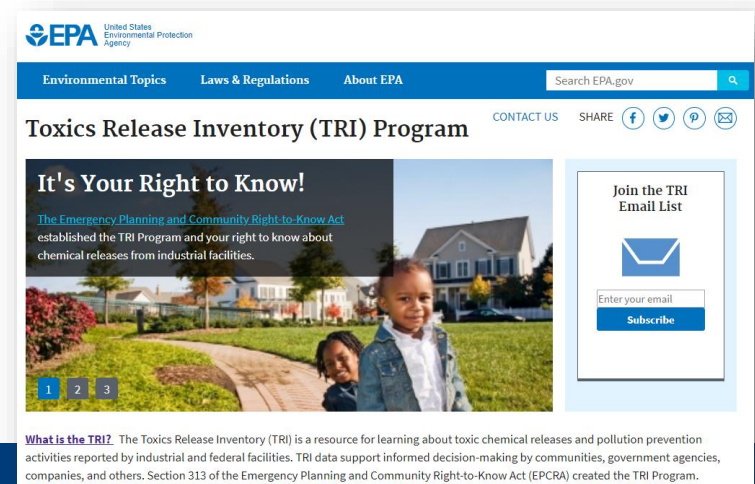 EPA
United States
Environmental Protection
Agency
Environmental Topics Laws & Regulations About EPA Search EPA.gov
Toxics Release Inventory (TRI) Program
CONTACT US SHARE
It's Your Right to Know!
The Emergency Planning and Community Right-to-Know Act
established the TRI Program and your right to know about
chemical releases from industrial facilities.
1 2 3
Join the TRI
Email List
Enter your email
Subscribe
What is the TRI? The Toxics Release Inventory (TRI) is a resource for learning about toxic chemical releases and pollution prevention
activities reported by industrial and federal facilities. TRI data support informed decision-making by communities, government agencies,
companies, and others. Section 313 of the Emergency Planning and Community Right-to-Know Act (EPCRA) created the TRI Program.